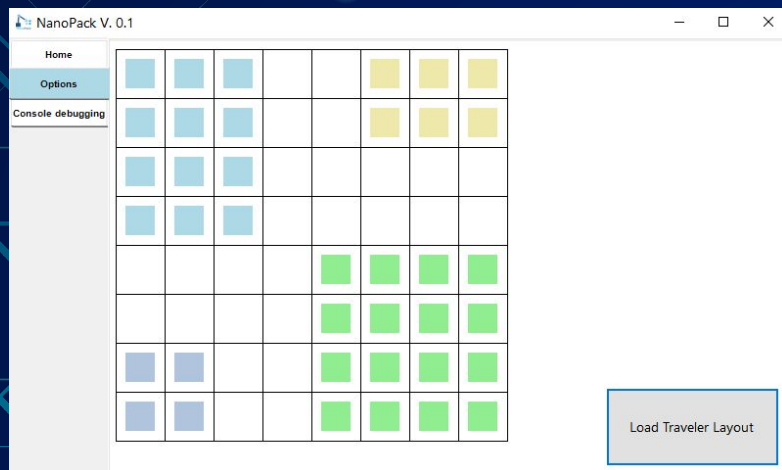 NanoPack V. 0.1
Home
Options
Console debugging
Load Traveler Layout